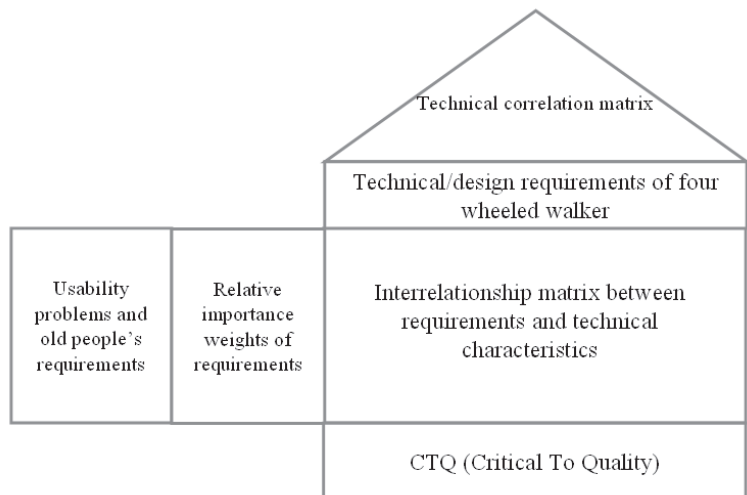 Technical correlation matrix
Technical/design requirements of four
wheeled walker
Usability
problems and
old people's
requirements
Relative
importance
weights of
requirements
Interrelationship matrix between
requirements and technical
characteristics
CTQ (Critical To Quality)